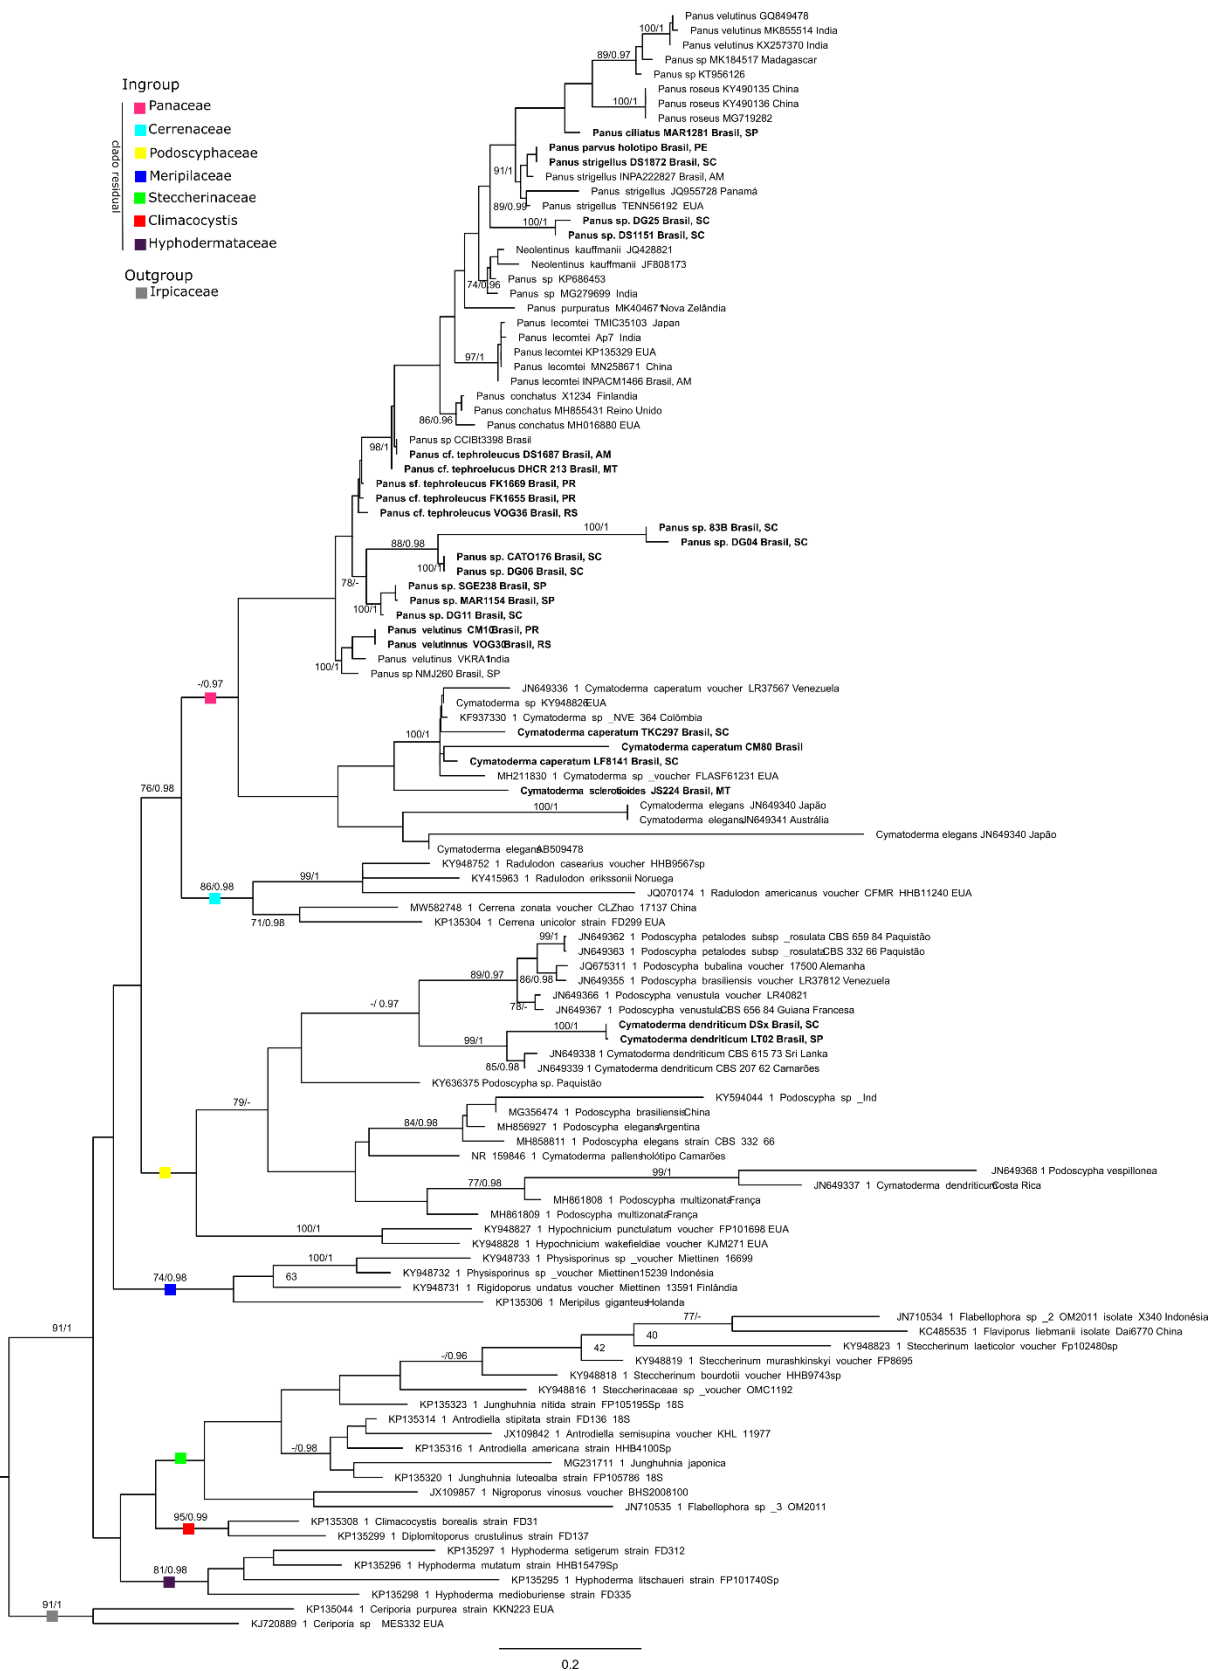 Ingroup
clado residual
Panaceae
Cerrenaceae
Podoscyphaceae
Meripilaceae
Steccherinaceae
Climacocystis
Hyphodermataceae
Outgroup
Irpicaceae
Panus velutinus GQ849478
100/1
Panus velutinus MK855514 India
Panus velutinus KX257370 India
89/0.97
Panus sp MK184517 Madagascar
Panus sp KT956126
Panus roseus KY490135 China
100/1
Panus roseus KY490136 China
Panus roseus MG719282
Panus ciliatus MAR1281 Brasil, SP
Panus parvus holotipo Brasil, PE
Panus strigellus DS1872 Brasil, SC
91/1
Panus strigellus INPA222827 Brasil, AM
Panus strigellus JQ955728 Panamá
89/0.99
Panus strigellus TENN56192 EUA
100/1
Panus sp. DG25 Brasil, SC
Panus sp. DS1151 Brasil, SC
Neolentinus kauffmanii JQ428821
Neolentinus kauffmanii JF808173
74/0.96
Panus sp KP686453
Panus sp MG279699 India
Panus purpuratus MK404671Nova Zelândia
Panus lecomtei TMIC35103 Japan
Panus lecomtei Ap7 India
97/1
Panus lecomtei KP135329 EUA
Panus lecomtei MN258671 China
Panus lecomtei INPACM1466 Brasil, AM
Panus conchatus X1234 Finlandia
Panus conchatus MH855431 Reino Unido
86/0.96
Panus conchatus MH016880 EUA
98/1
Panus sp CCIBt3398 Brasil
Panus cf. tephroleucus DS1687 Brasil, AM
Panus cf. tephroelucus DHCR 213 Brasil, MT
Panus sf. tephroleucus FK1669 Brasil, PR
Panus cf. tephroleucus FK1655 Brasil, PR
Panus cf. tephroleucus VOG36 Brasil, RS
100/1
Panus sp. 83B Brasil, SC
Panus sp. DG04 Brasil, SC
88/0.98
Panus sp. CATO176 Brasil, SC
100/1
Panus sp. DG06 Brasil, SC
78/-
Panus sp. SGE238 Brasil, SP
Panus sp. MAR1154 Brasil, SP
100/1
Panus sp. DG11 Brasil, SC
Panus velutinus CM10Brasil, PR
Panus velutinnus VOG30Brasil, RS
100/1
Panus velutinus VKRA1India
Panus sp NMJ260 Brasil, SP
-/0.97
JN649336 1 Cymatoderma caperatum voucher LR37567 Venezuela
Cymatoderma sp KY948826EUA
KF937330 1 Cymatoderma sp _NVE 364 Colômbia
100/1
Cymatoderma caperatum TKC297 Brasil, SC
Cymatoderma caperatum CM80 Brasil
Cymatoderma caperatum LF8141 Brasil, SC
MH211830 1 Cymatoderma sp _voucher FLASF61231 EUA
76/0.98
Cymatoderma sclerotioides JS224 Brasil, MT
100/1
Cymatoderma elegans JN649340 Japão
Cymatoderma elegansJN649341 Austrália
Cymatoderma elegans JN649340 Japão
Cymatoderma elegansAB509478
KY948752 1 Radulodon casearius voucher HHB9567sp
99/1
KY415963 1 Radulodon erikssonii Noruega
86/0.98
JQ070174 1 Radulodon americanus voucher CFMR HHB11240 EUA
MW582748 1 Cerrena zonata voucher CLZhao 17137 China
71/0.98
KP135304 1 Cerrena unicolor strain FD299 EUA
99/1
JN649362 1 Podoscypha petalodes subsp _rosulata CBS 659 84 Paquistão
JN649363 1 Podoscypha petalodes subsp _rosulataCBS 332 66 Paquistão
89/0.97
JQ675311 1 Podoscypha bubalina voucher 17500 Alemanha
86/0.98
JN649355 1 Podoscypha brasiliensis voucher LR37812 Venezuela
-/ 0.97
JN649366 1 Podoscypha venustula voucher LR40821
78/-
JN649367 1 Podoscypha venustulaCBS 656 84 Guiana Francesa
100/1
Cymatoderma dendriticum DSx Brasil, SC
99/1
Cymatoderma dendriticum LT02 Brasil, SP
JN649338 1 Cymatoderma dendriticum CBS 615 73 Sri Lanka
85/0.98
JN649339 1 Cymatoderma dendriticum CBS 207 62 Camarões
KY636375 Podoscypha sp. Paquistão
79/-
KY594044 1 Podoscypha sp _Ind
MG356474 1 Podoscypha brasiliensisChina
84/0.98
MH856927 1 Podoscypha elegansArgentina
MH858811 1 Podoscypha elegans strain CBS 332 66
NR 159846 1 Cymatoderma pallensholótipo Camarões
99/1
JN649368 1 Podoscypha vespillonea
77/0.98
JN649337 1 Cymatoderma dendriticumCosta Rica
MH861808 1 Podoscypha multizonataFrança
MH861809 1 Podoscypha multizonataFrança
100/1
KY948827 1 Hypochnicium punctulatum voucher FP101698 EUA
KY948828 1 Hypochnicium wakefieldiae voucher KJM271 EUA
100/1
KY948733 1 Physisporinus sp _voucher Miettinen 16699
74/0.98
63
KY948732 1 Physisporinus sp _voucher Miettinen15239 Indonésia
KY948731 1 Rigidoporus undatus voucher Miettinen 13591 Finlândia
KP135306 1 Meripilus giganteusHolanda
91/1
77/-
JN710534 1 Flabellophora sp _2 OM2011 isolate X340 Indonésia
40
KC485535 1 Flaviporus liebmanii isolate Dai6770 China
42
KY948823 1 Steccherinum laeticolor voucher Fp102480sp
-/0.96
KY948819 1 Steccherinum murashkinskyi voucher FP8695
KY948818 1 Steccherinum bourdotii voucher HHB9743sp
KY948816 1 Steccherinaceae sp _voucher OMC1192
KP135323 1 Junghuhnia nitida strain FP105195Sp 18S
KP135314 1 Antrodiella stipitata strain FD136 18S
JX109842 1 Antrodiella semisupina voucher KHL 11977
-/0.98
KP135316 1 Antrodiella americana strain HHB4100Sp
MG231711 1 Junghuhnia japonica
KP135320 1 Junghuhnia luteoalba strain FP105786 18S
JX109857 1 Nigroporus vinosus voucher BHS2008100
JN710535 1 Flabellophora sp _3 OM2011
95/0.99
KP135308 1 Climacocystis borealis strain FD31
KP135299 1 Diplomitoporus crustulinus strain FD137
KP135297 1 Hyphoderma setigerum strain FD312
81/0.98
KP135296 1 Hyphoderma mutatum strain HHB15479Sp
KP135295 1 Hyphoderma litschaueri strain FP101740Sp
KP135298 1 Hyphoderma medioburiense strain FD335
91/1
KP135044 1 Ceriporia purpurea strain KKN223 EUA
KJ720889 1 Ceriporia sp MES332 EUA
0.2